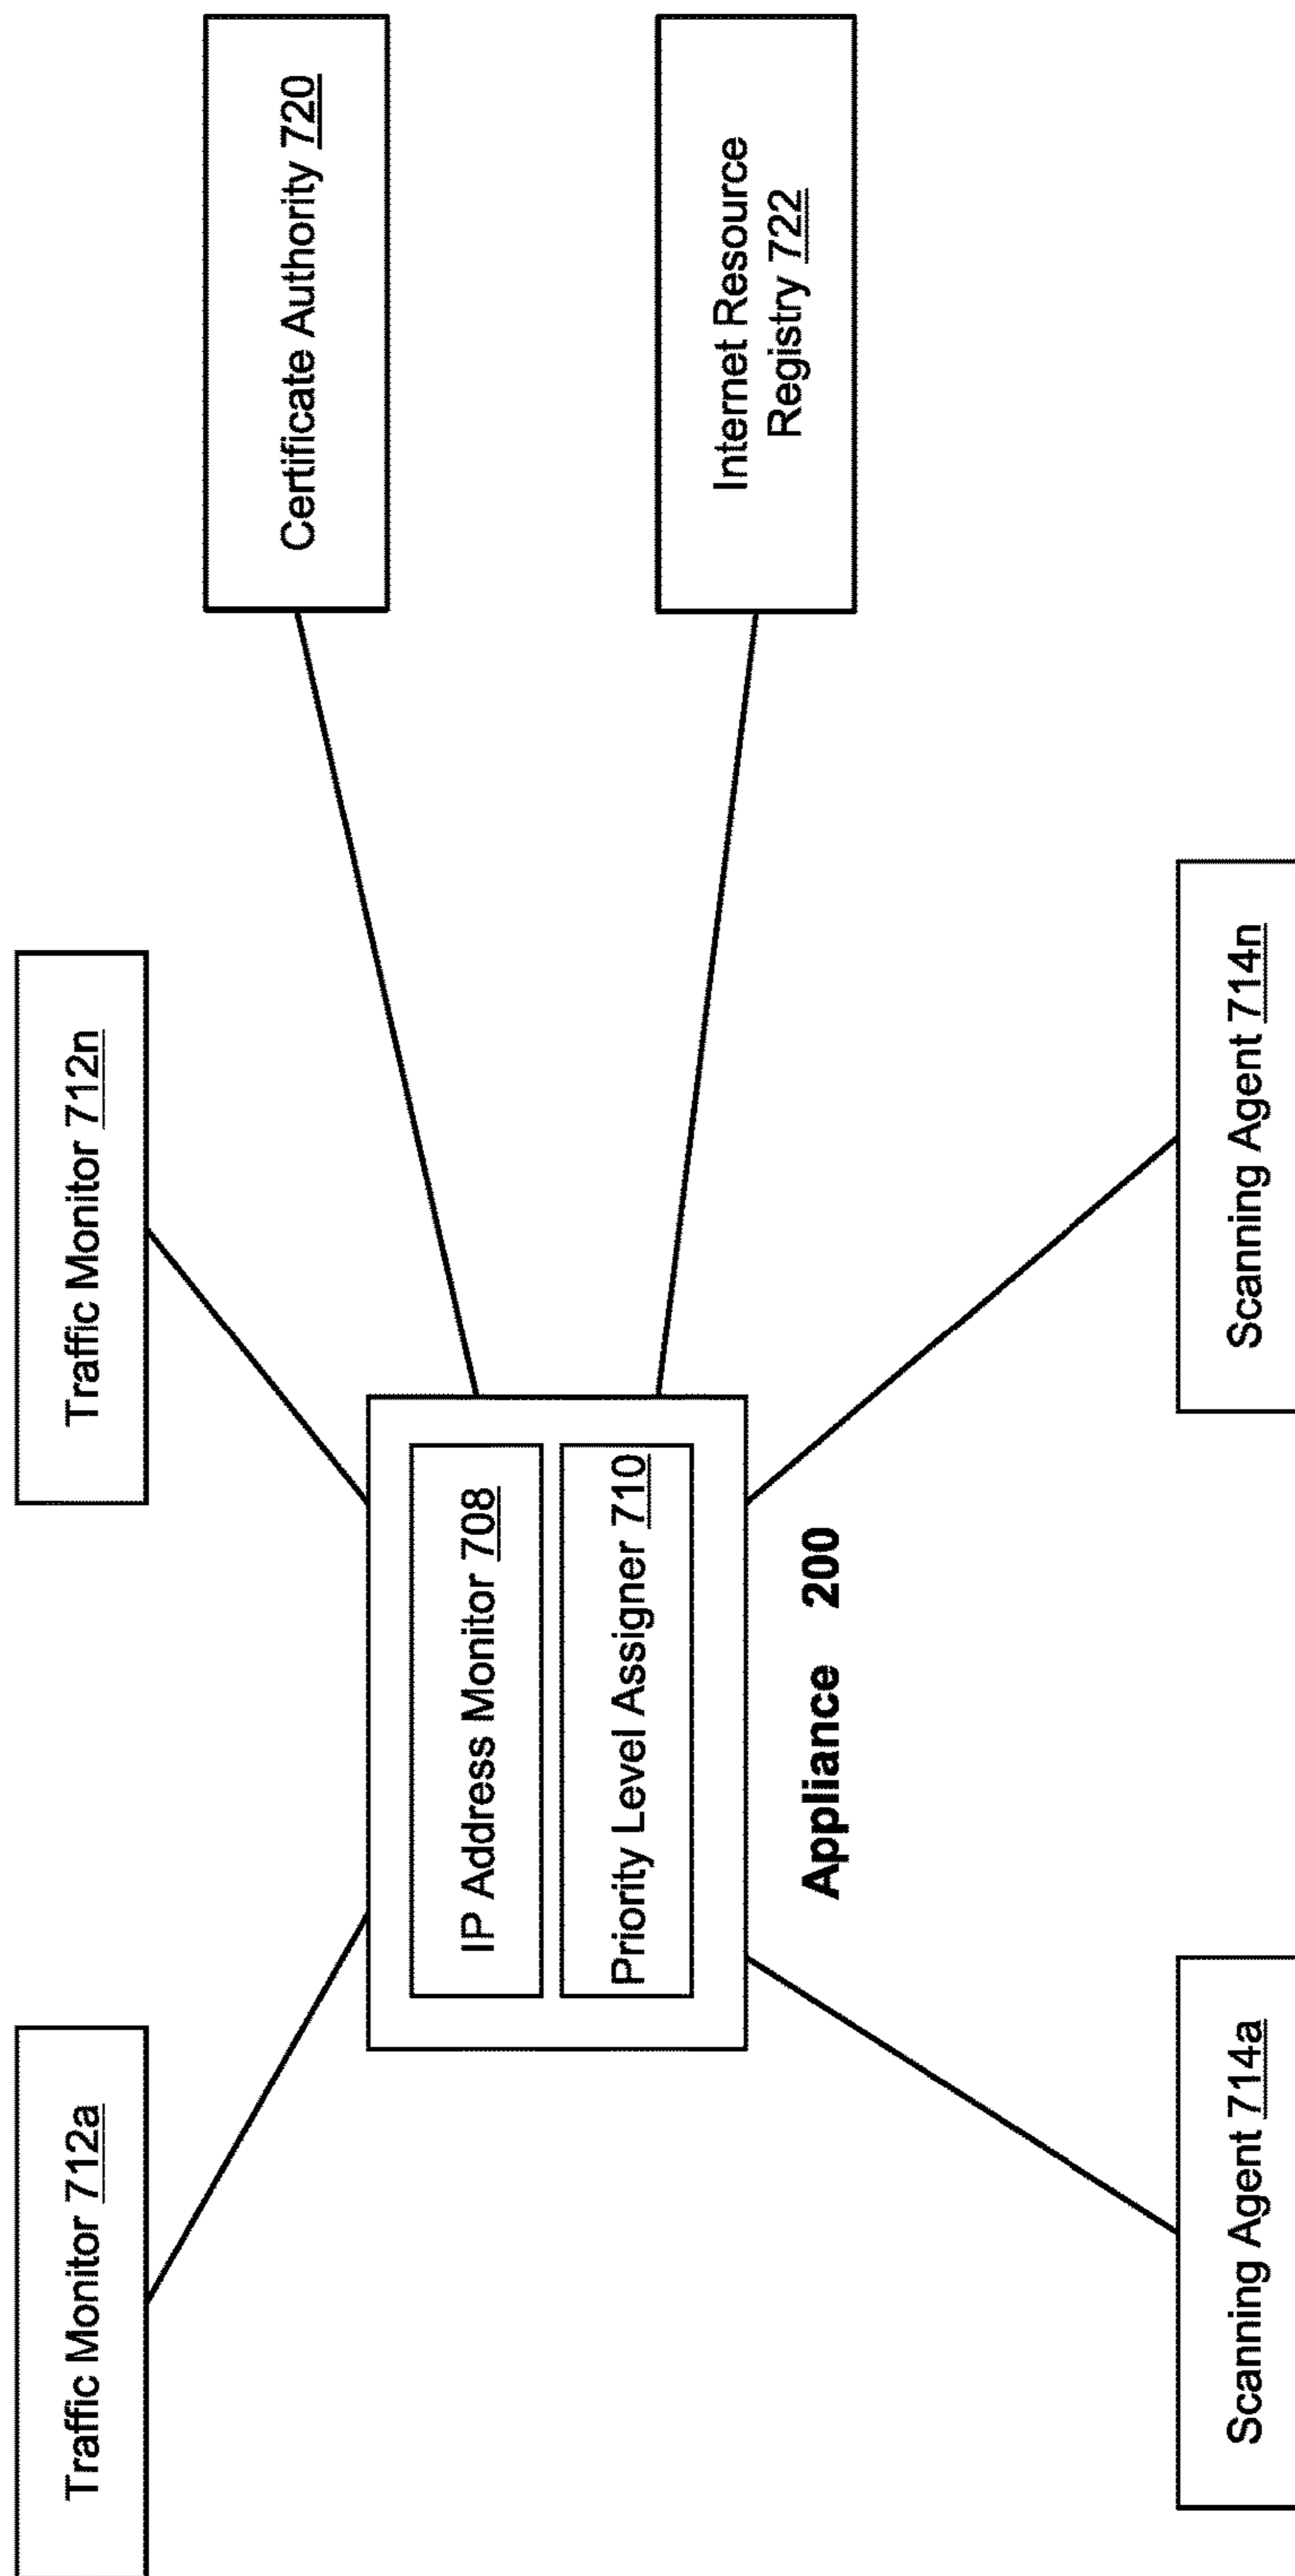 Traffic Monitor 712a
Traffic Monitor 712n
Certificate Authority 720
IP Address Monitor 708
Priority Level Assigner 710
Internet Resource
Registry 722
Appliance 200
Scanning Agent 714a
Scanning Agent 714n